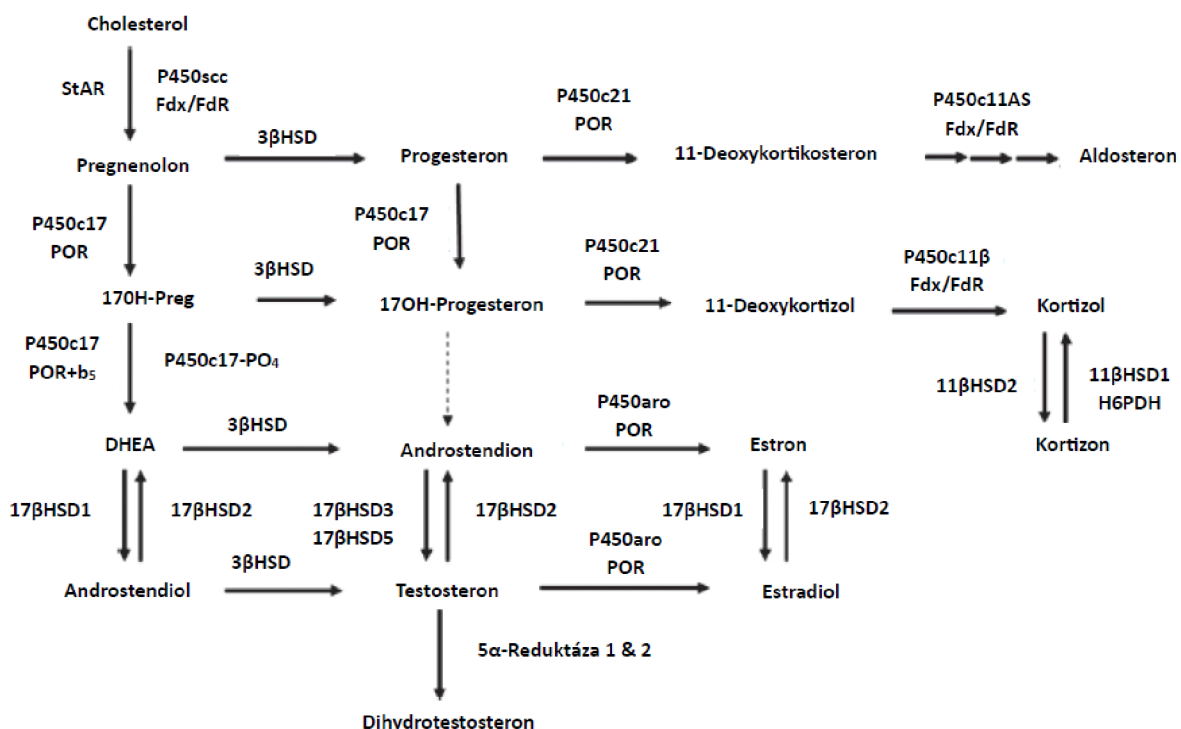 Cholesterol
StAR
P450scc
Fdx/FdR
3βHSD
P450c21
POR
P450c11AS
Fdx/FdR
Pregnenolon
Progesteron
11-Deoxykortikosteron
Aldosteron
P450c17
POR
P450c17
POR
3βHSD
P450c21
POR
P450c11β
Fdx/FdR
170H-Preg
17OH-Progesteron
11-Deoxykortizol
Kortizol
P450c17
POR+b₅
P450c17-PO₄
11βHSD2
11βHSD1
H6PDH
3βHSD
P450aro
POR
DHEA
Androstendion
Estron
Kortizon
17βHSD1
17βHSD2
17βHSD3
17βHSD5
17βHSD2
17βHSD1
17βHSD2
3βHSD
P450aro
POR
Androstendiol
Testosteron
Estradiol
5α-Reduktáza 1 & 2
Dihydrotestosteron